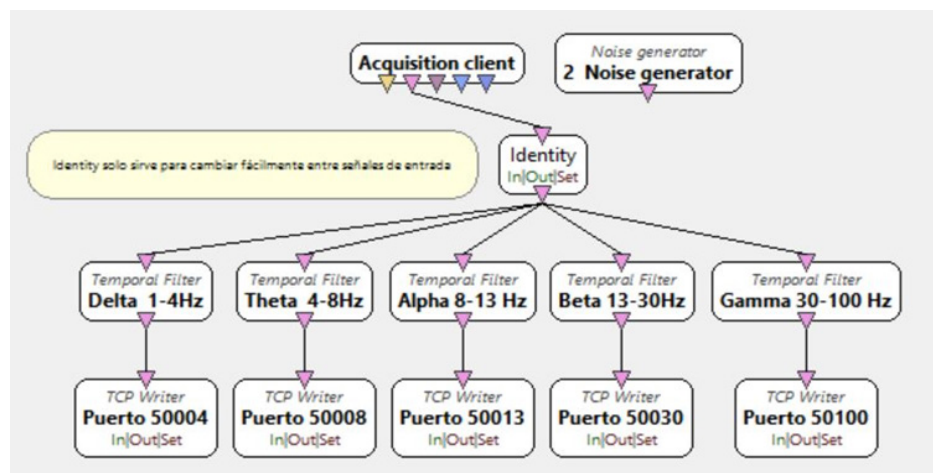 Acquisition client
Noise generator
2 Noise generator
Identity solo sirve para cambiar fácilmente entre señales de entrada
Identity
In|Out|Set
Temporal Filter
Delta 1-4Hz
Temporal Filter
Theta 4-8Hz
Temporal Filter
Alpha 8-13 Hz
Temporal Filter
Beta 13-30Hz
Temporal Filter
Gamma 30-100 Hz
TCP Writer
Puerto 50004
In|Out|Set
TCP Writer
Puerto 50008
In|Out|Set
TCP Writer
Puerto 50013
In|Out|Set
TCP Writer
Puerto 50030
In|Out|Set
TCP Writer
Puerto 50100
In|Out|Set